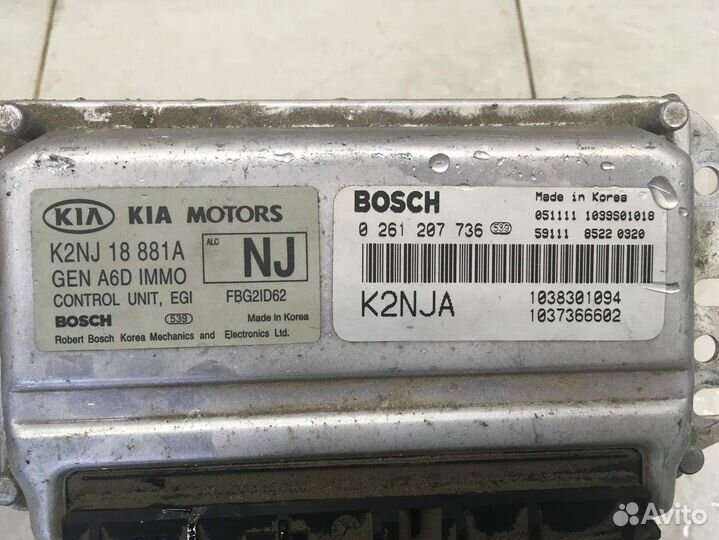 KIA KIA MOTORS
K2NJ 18 881A
ALC NJ
GEN A6D IMMO
CONTROL UNIT, EGI FBG2ID62
BOSCH 539 Made in Korea
Robert Bosch Korea Mechanics and Electronics Ltd.
BOSCH Made in Korea
0 261 207 736 539 051111 1039S01018
59111 8522 0320
K2NJA 1038301094
1037366602
Avito